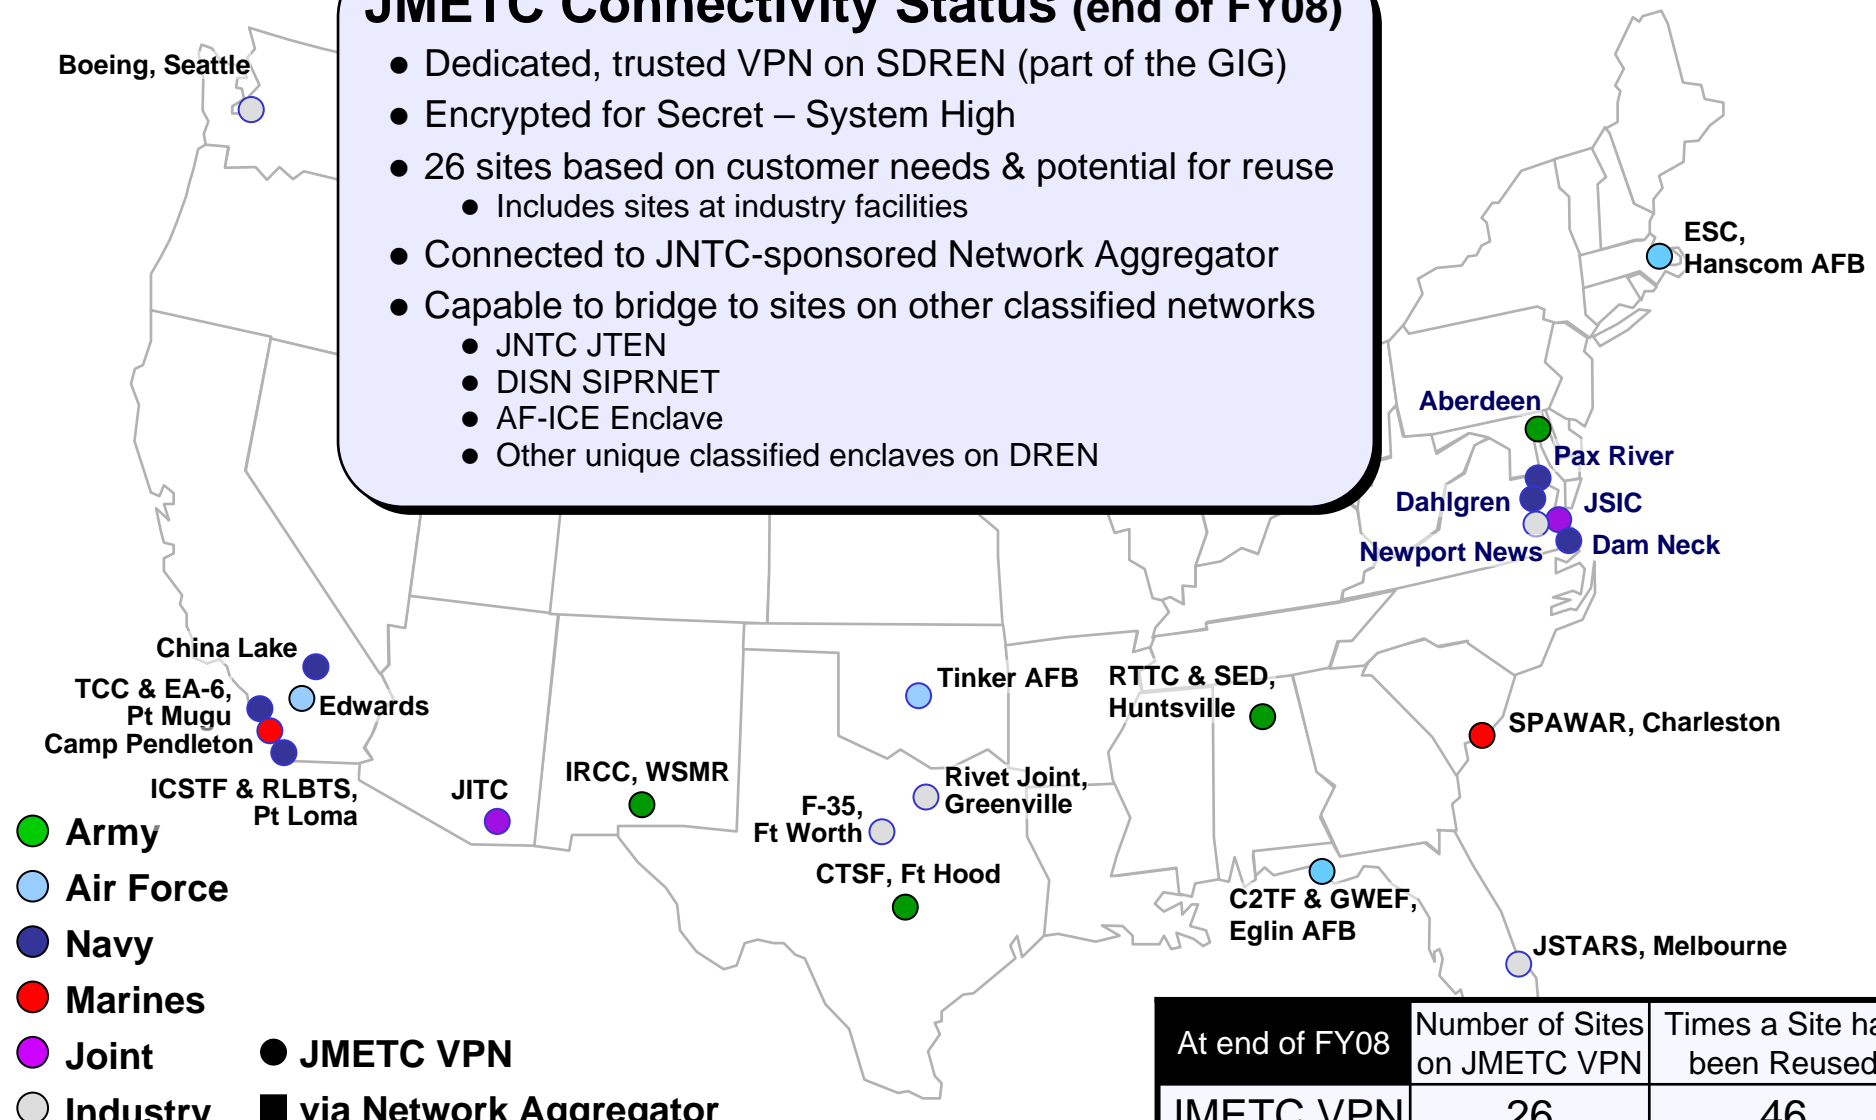 JMETC Connectivity Status (end of FY08)
● Dedicated, trusted VPN on SDREN (part of the GIG)
● Encrypted for Secret – System High
● 26 sites based on customer needs & potential for reuse
● Includes sites at industry facilities
● Connected to JNTC-sponsored Network Aggregator
● Capable to bridge to sites on other classified networks
● JNTC JTEN
● DISN SIPRNET
● AF-ICE Enclave
● Other unique classified enclaves on DREN
Boeing, Seattle
ESC,
Hanscom AFB
Aberdeen
Pax River
Dahlgren
JSIC
Newport News
Dam Neck
China Lake
TCC & EA-6,
Pt Mugu
Edwards
Camp Pendleton
ICSTF & RLBTS,
Pt Loma
JITC
IRCC, WSMR
Tinker AFB
RTTC & SED,
Huntsville
SPAWAR, Charleston
Rivet Joint,
Greenville
F-35,
Ft Worth
CTSF, Ft Hood
C2TF & GWEF,
Eglin AFB
JSTARS, Melbourne
Army
Air Force
Navy
Marines
Joint
Industry
JMETC VPN
via Network Aggregator
At end of FY08
Number of Sites
on JMETC VPN
Times a Site ha
been Reused
JMETC VPN
26
46